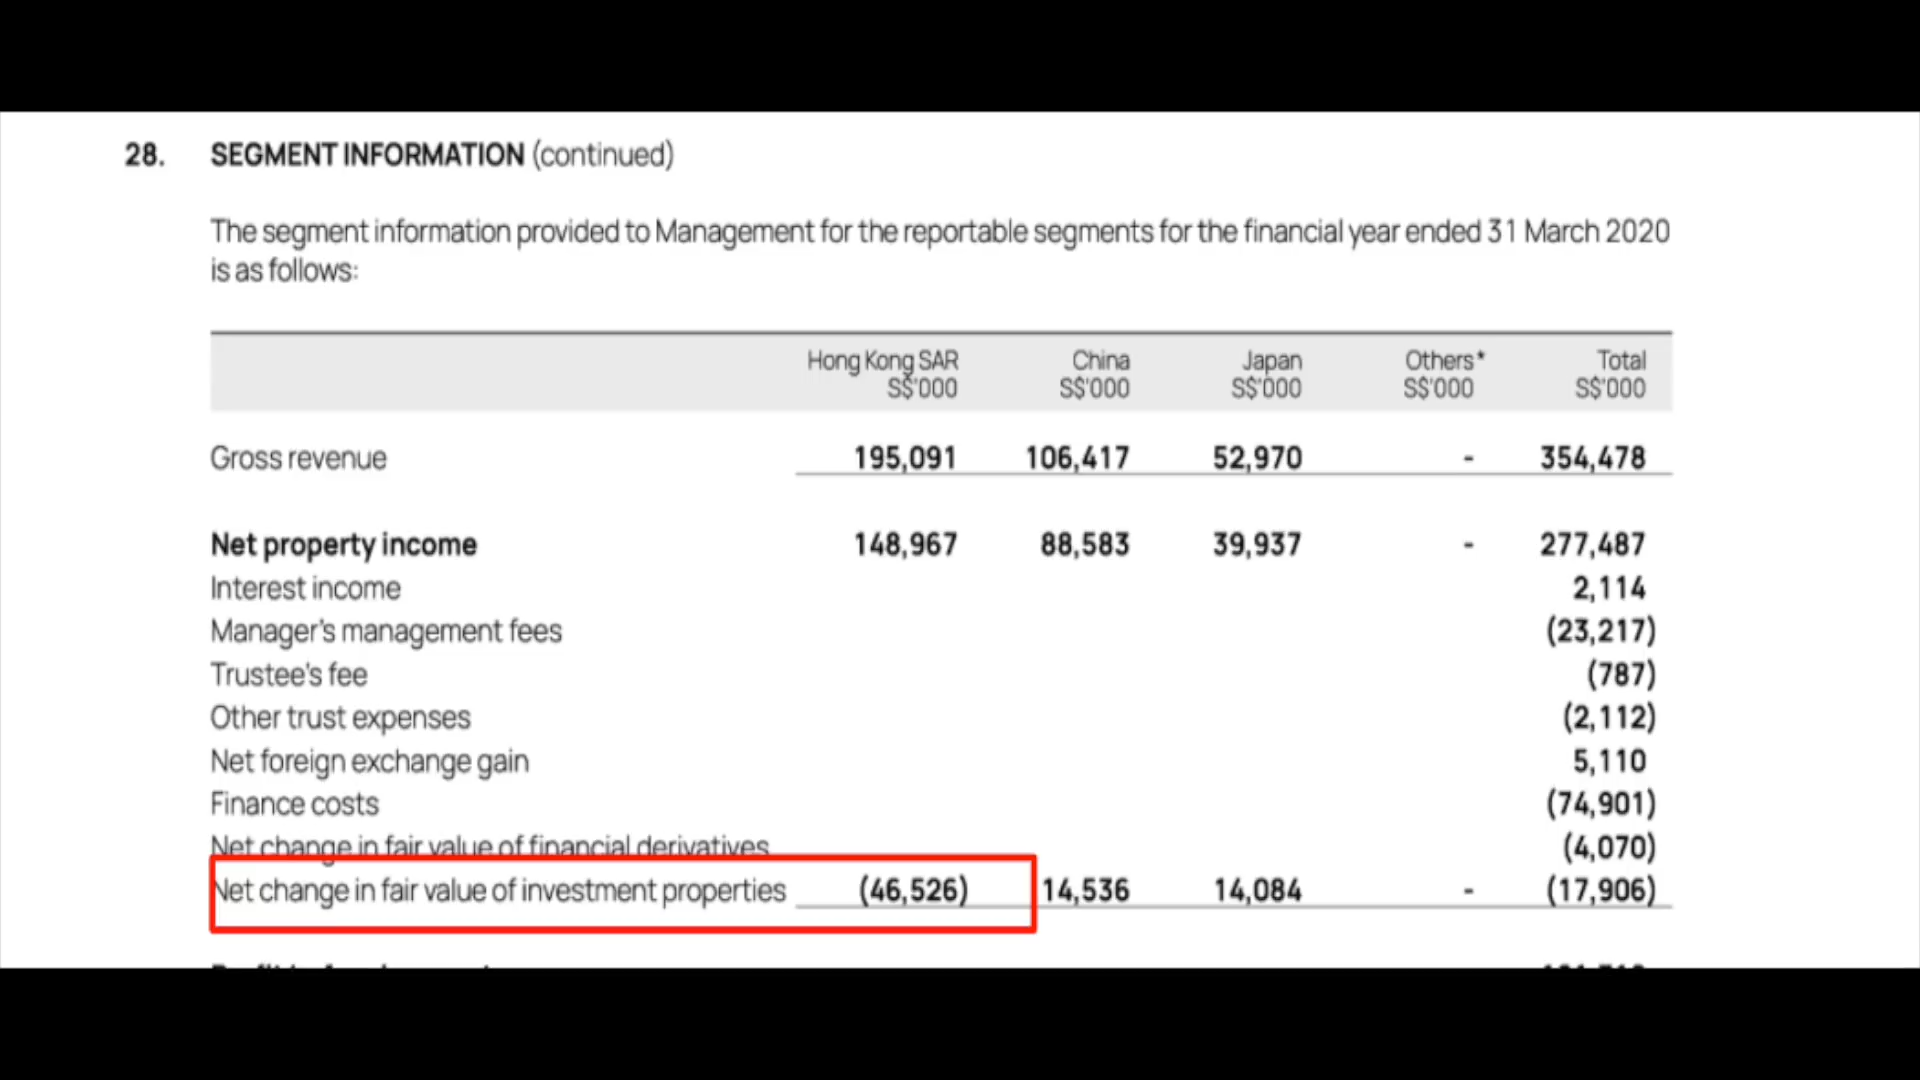 28. SEGMENT INFORMATION (continued)
The segment information provided to Management for the reportable segments for the financial year ended 31 March 2020
is as follows:
Hong Kong SAR China Japan Others* Total
S$'000 S$'000 S$'000 S$'000 S$'000
Gross revenue 195,091 106,417 52,970 - 354,478
Net property income 148,967 88,583 39,937 - 277,487
Interest income 2,114
Manager's management fees (23,217)
Trustee's fee (787)
Other trust expenses (2,112)
Net foreign exchange gain 5,110
Finance costs (74,901)
Net change in fair value of financial derivatives (4,070)
Net change in fair value of investment properties (46,526) 14,536 14,084 - (17,906)